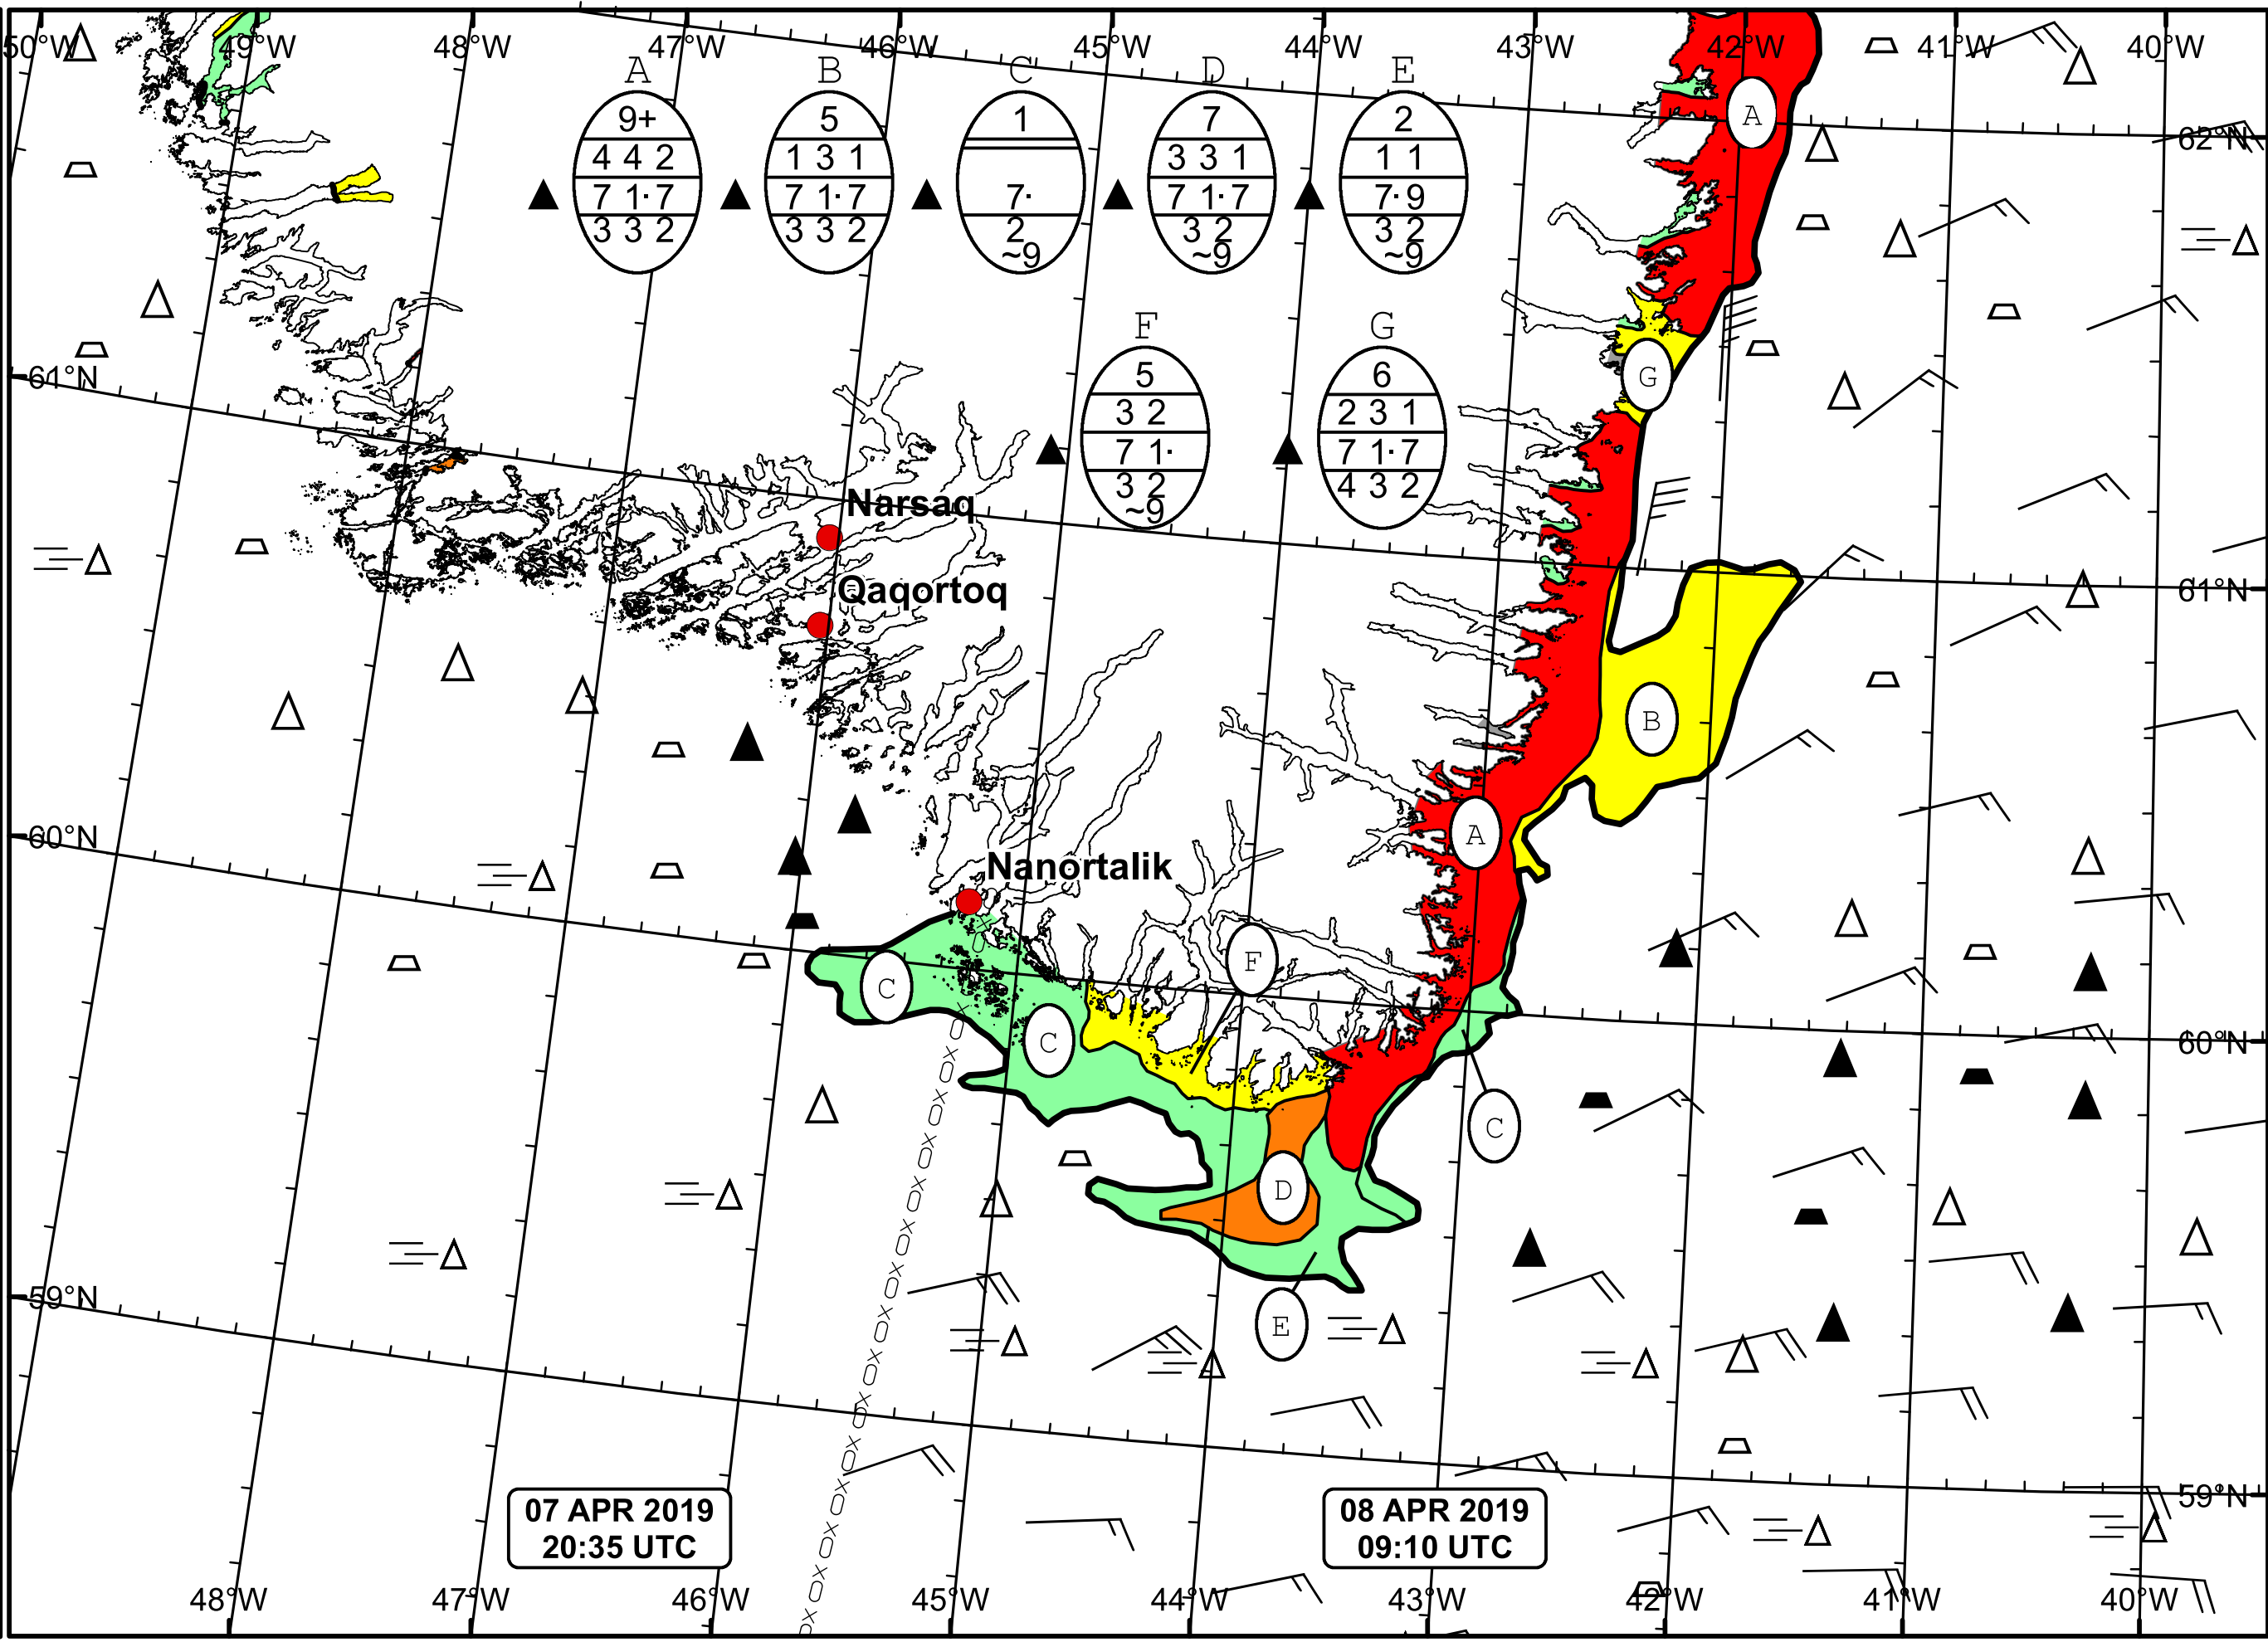 50°W 49°W 48°W 47°W 46°W 45°W 44°W 43°W 42°W 41°W 40°W
A B C D E
9+ 5 1 7 2
4 4 2 1 3 1 3 3 1 1 1
7 1·7 7 1·7 7· 7 1·7 7·9
3 3 2 3 3 2 2 3 2 3 2
~9 ~9 ~9
A
62°N
F G
5 6
3 2 2 3 1
7 1· 7 1·7
3 2 4 3 2
~9
G
61°N
Narsaq
Qaqortoq
61°N
B
60°N
A
Nanortalik
F
C
C
60°N
C
D
59°N
E
59°N
07 APR 2019
20:35 UTC
08 APR 2019
09:10 UTC
48°W 47°W 46°W 45°W 44°W 43°W 42°W 41°W 40°W